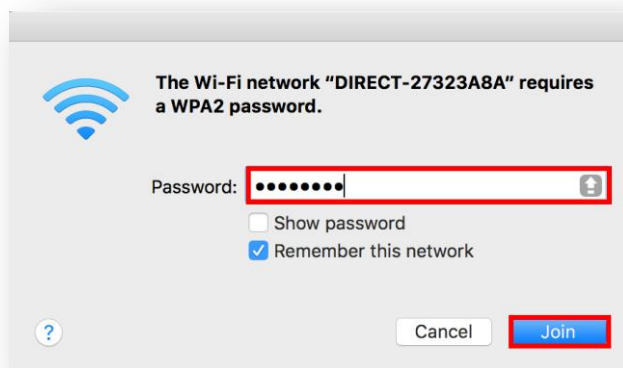 The Wi-Fi network “DIRECT-27323A8A” requires
a WPA2 password.
Password: ••••••••
Show password
Remember this network
?
Cancel
Join